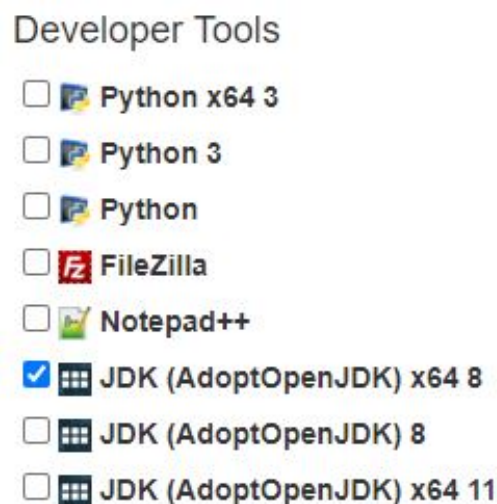 Developer Tools
Python x64 3
Python 3
Python
FileZilla
Notepad++
JDK (AdoptOpenJDK) x64 8
JDK (AdoptOpenJDK) 8
JDK (AdoptOpenJDK) x64 11